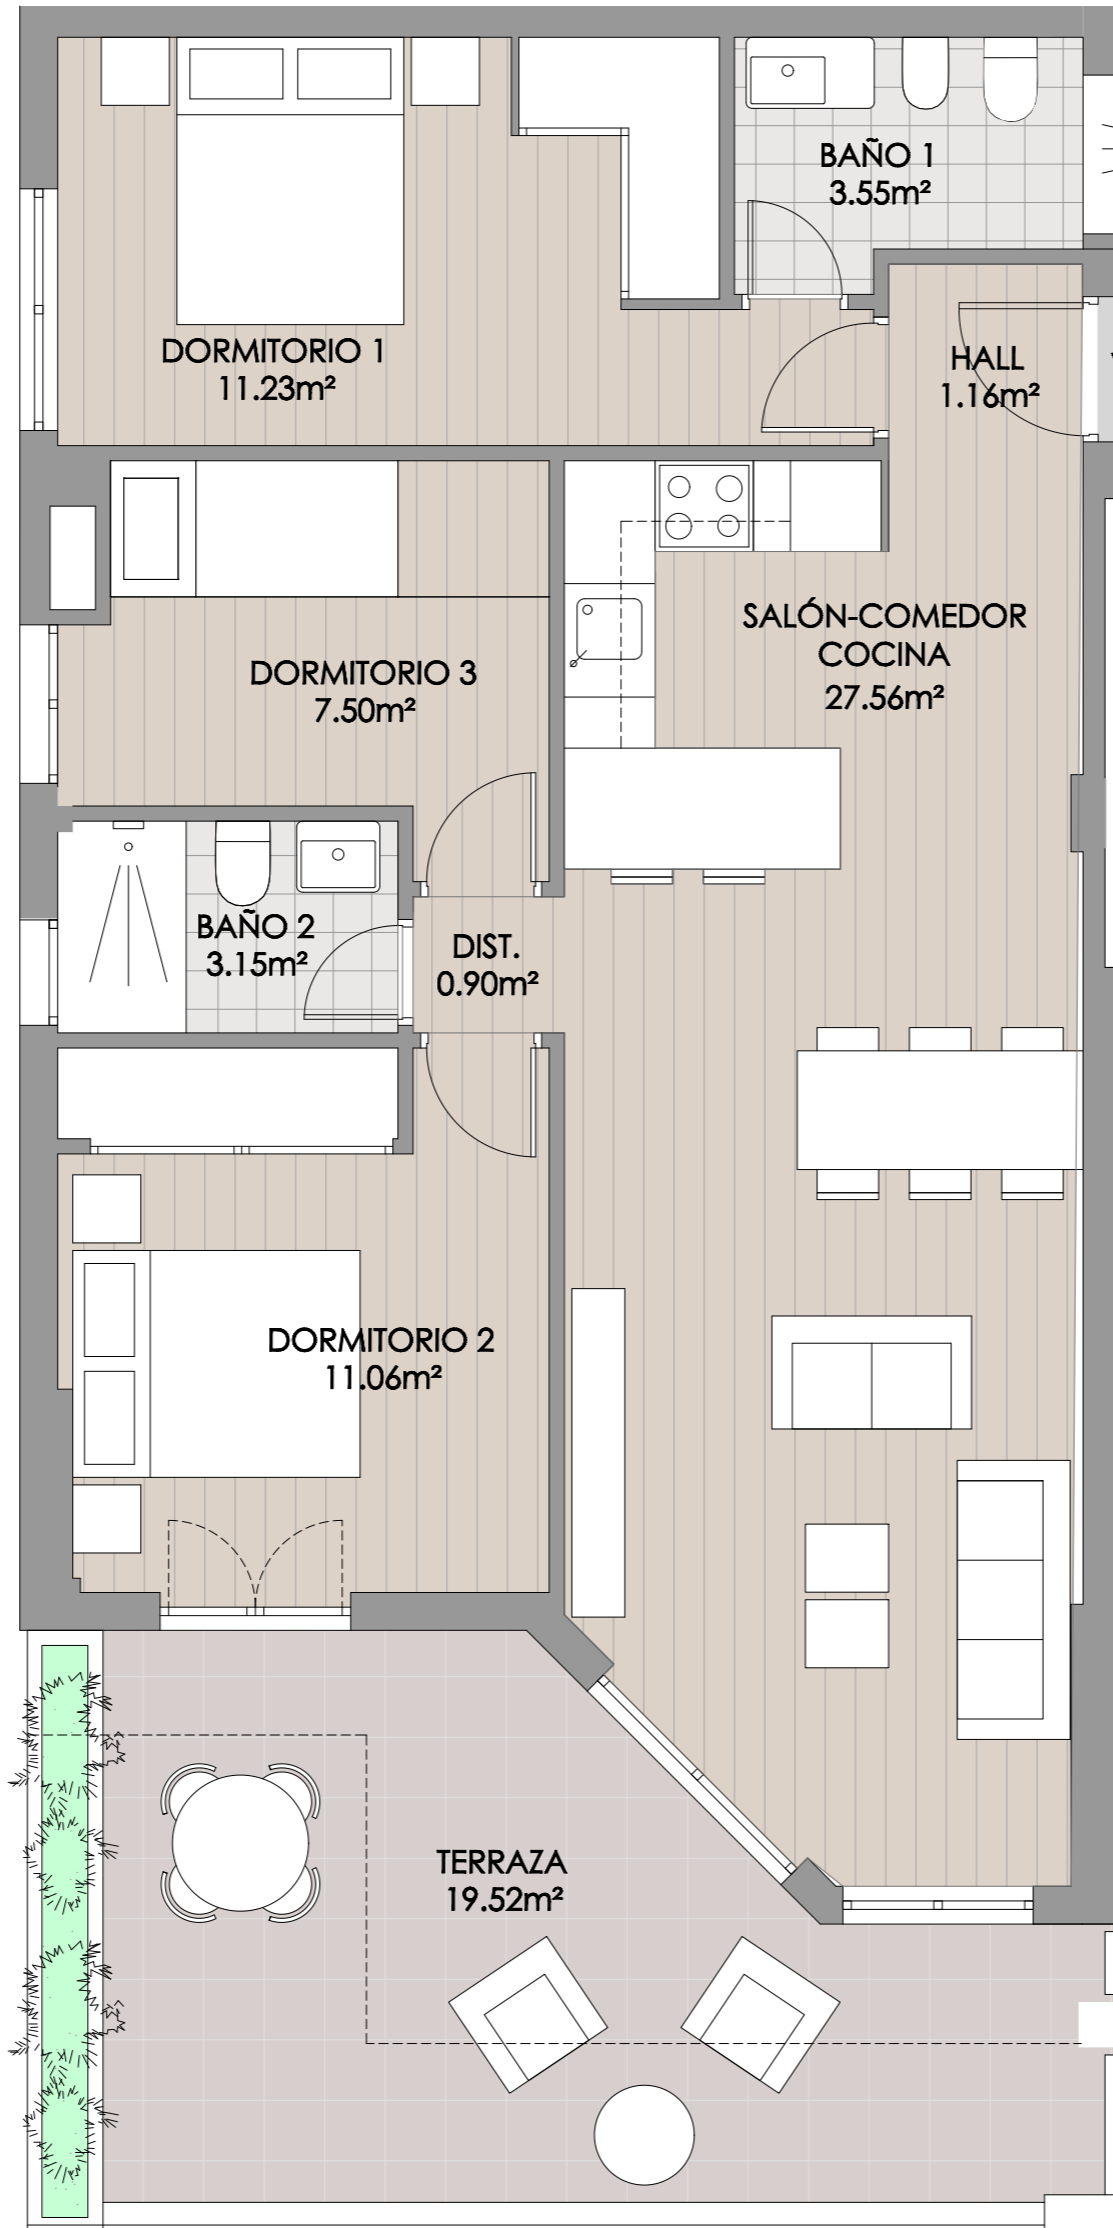 BAÑO 1
3.55m²
DORMITORIO 1
11.23m²
HALL
1.16m²
SALÓN-COMEDOR
COCINA
27.56m²
DORMITORIO 3
7.50m²
BAÑO 2
3.15m²
DIST.
0.90m²
DORMITORIO 2
11.06m²
TERRAZA
19.52m²